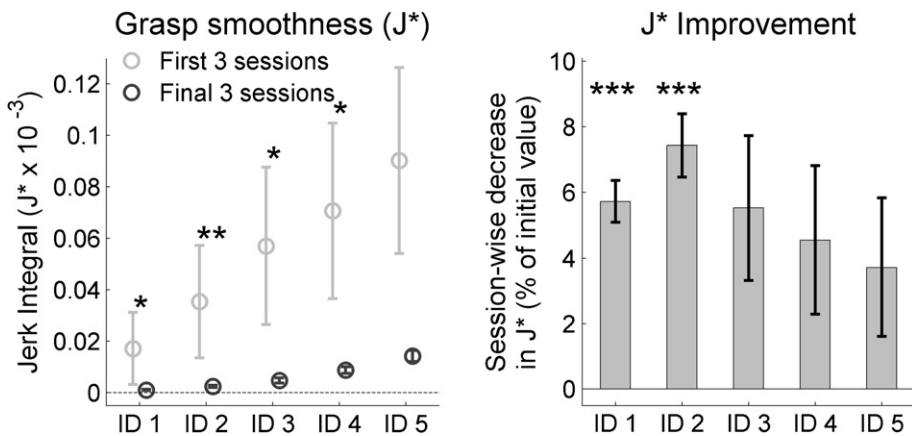 Grasp smoothness (J*)
First 3 sessions
Final 3 sessions
Jerk Integral (J* x 10⁻³)
0.12
0.1
0.08
0.06
0.04
0.02
0
*
**
*
*
ID 1 ID 2 ID 3 ID 4 ID 5
J* Improvement
Session-wise decrease
in J* (% of initial value)
10
8
6
4
2
0
*** ***
ID 1 ID 2 ID 3 ID 4 ID 5